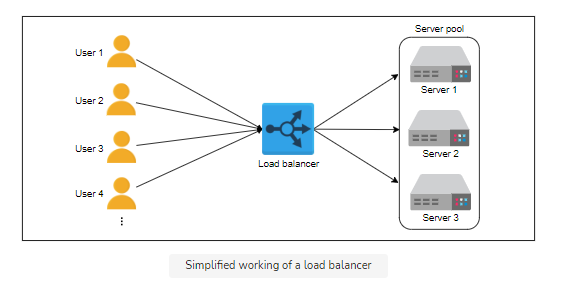 Server pool
User 1
Server 1
User 2
Server 2
User 3
Load balancer
User 4
Server 3
Simplified working of a load balancer